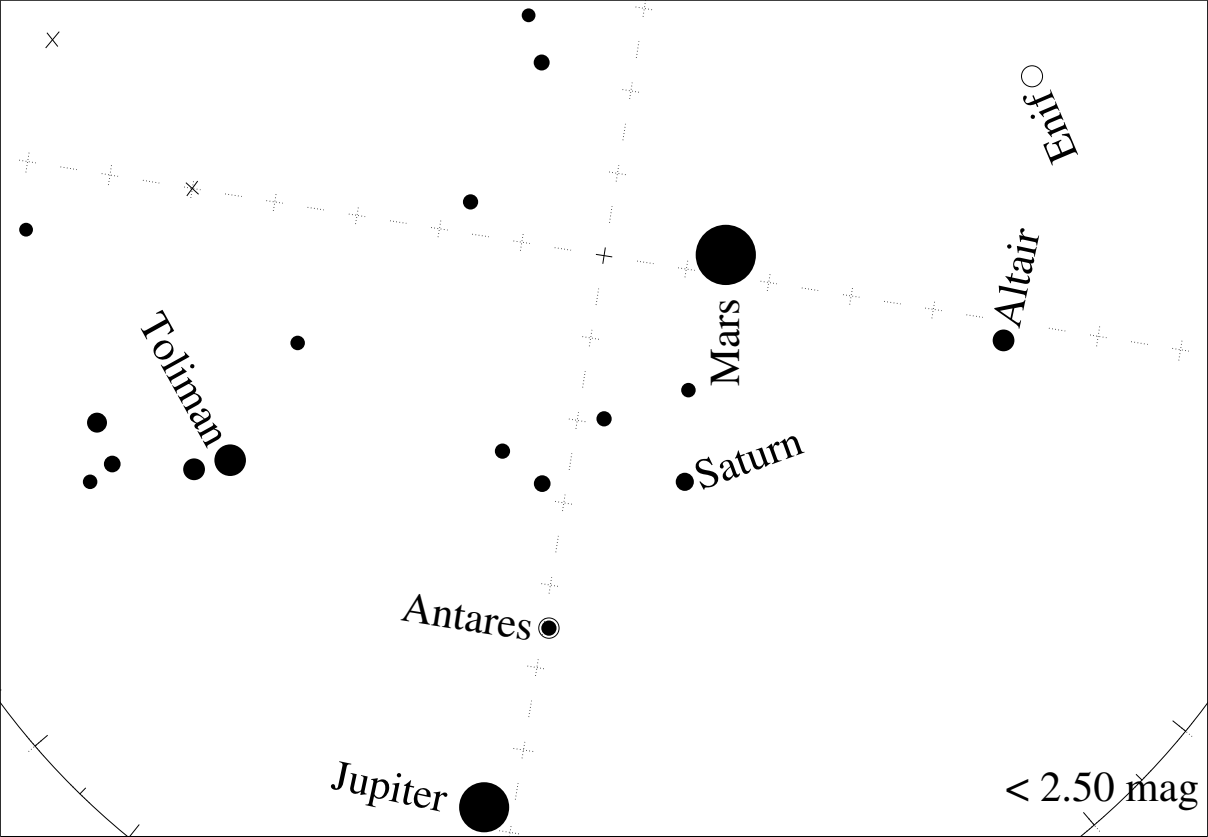 Enif
Altair
Toliman
Mars
Saturn
Antares
Jupiter
< 2.50 mag